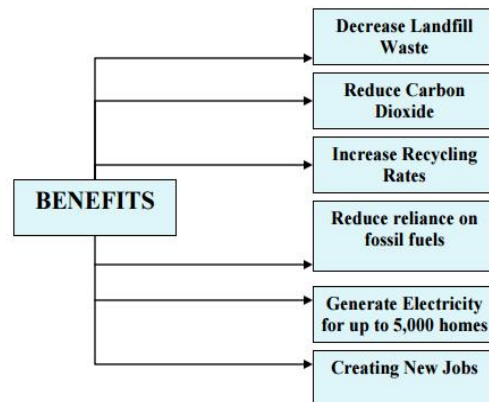 Decrease Landfill
Waste
Reduce Carbon
Dioxide
Increase Recycling
Rates
BENEFITS
Reduce reliance on
fossil fuels
Generate Electricity
for up to 5,000 homes
Creating New Jobs